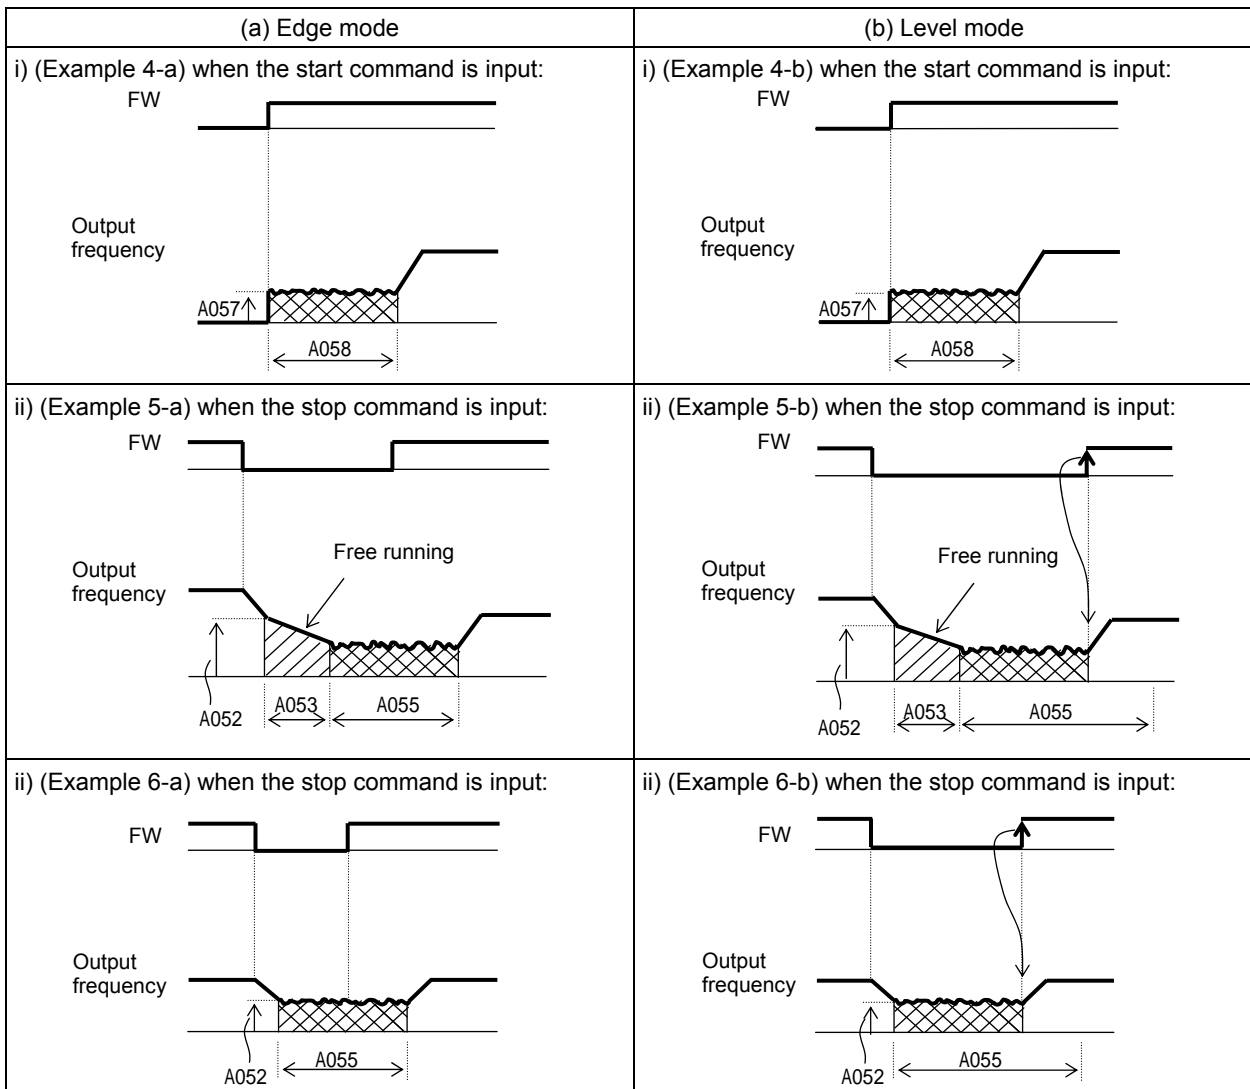 (a) Edge mode
(b) Level mode
i) (Example 4-a) when the start command is input:
FW
Output
frequency
A057
A058
i) (Example 4-b) when the start command is input:
FW
Output
frequency
A057
A058
ii) (Example 5-a) when the stop command is input:
FW
Free running
Output
frequency
A052
A053
A055
ii) (Example 5-b) when the stop command is input:
FW
Free running
Output
frequency
A052
A053
A055
ii) (Example 6-a) when the stop command is input:
FW
Output
frequency
A052
A055
ii) (Example 6-b) when the stop command is input:
FW
Output
frequency
A052
A055